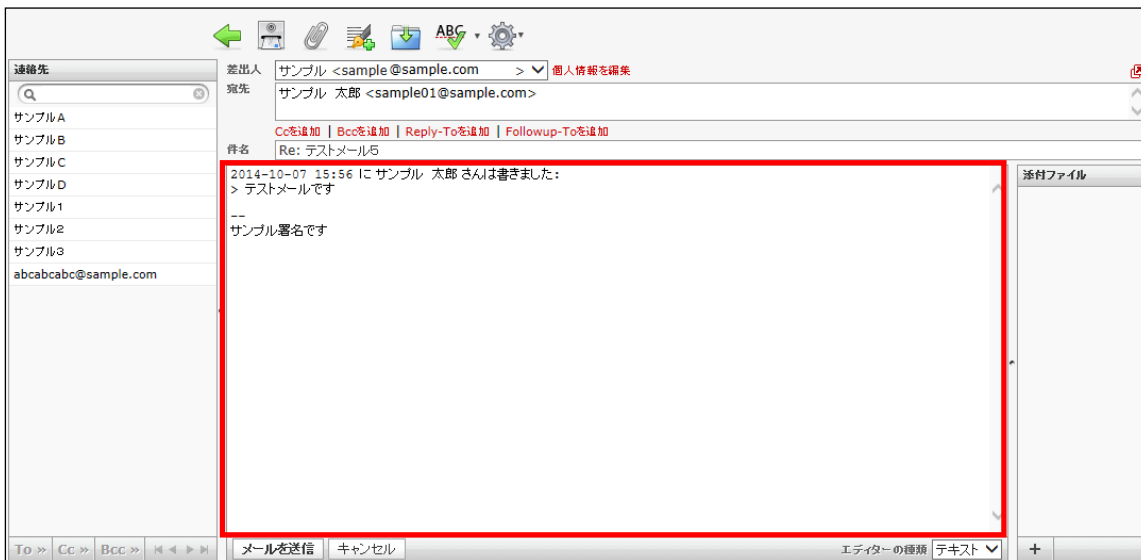 ABC
連絡先
サンプルA
サンプルB
サンプルC
サンプルD
サンプル1
サンプル2
サンプル3
abcabcabc@sample.com
To » Cc » Bcc »
差出人 サンプル <sample@sample.com > 個人情報を編集
宛先 サンプル 太郎 <sample01@sample.com>
Ccを追加 | Bccを追加 | Reply-Toを追加 | Followup-Toを追加
件名 Re: テストメール5
2014-10-07 15:56 に サンプル 太郎 さんは書きました:
> テストメールです
--
サンプル署名です
メールを送信 キャンセル エディターの種類 テキスト
添付ファイル
+